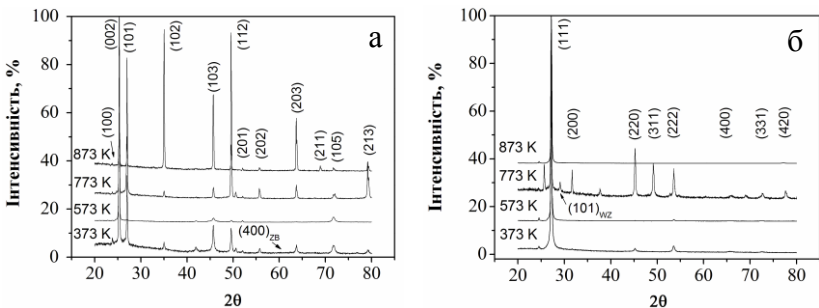 а
Інтенсивність, %
100
80
60
40
20
0
(100)
(002)
(101)
(102)
(103)
(112)
(201)
(202)
(203)
(211)
(105)
(213)
873 K
773 K
573 K
373 K
(400)ZB
20 30 40 50 60 70 80
2θ
б
Інтенсивність, %
100
80
60
40
20
0
(111)
(200)
(220)
(311)
(222)
(400)
(331)
(420)
873 K
773 K
573 K
373 K
(101)WZ
20 30 40 50 60 70 80
2θ